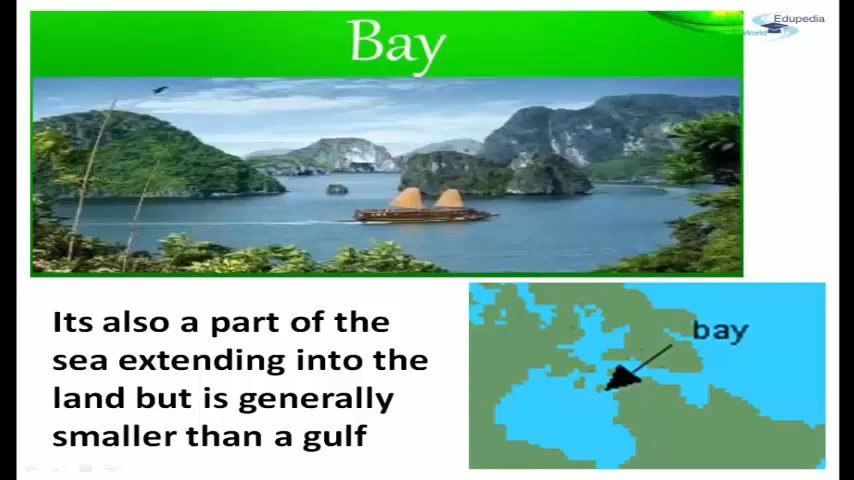 Bay
Edupedia
World
Its also a part of the
sea extending into the
land but is generally
smaller than a gulf
bay